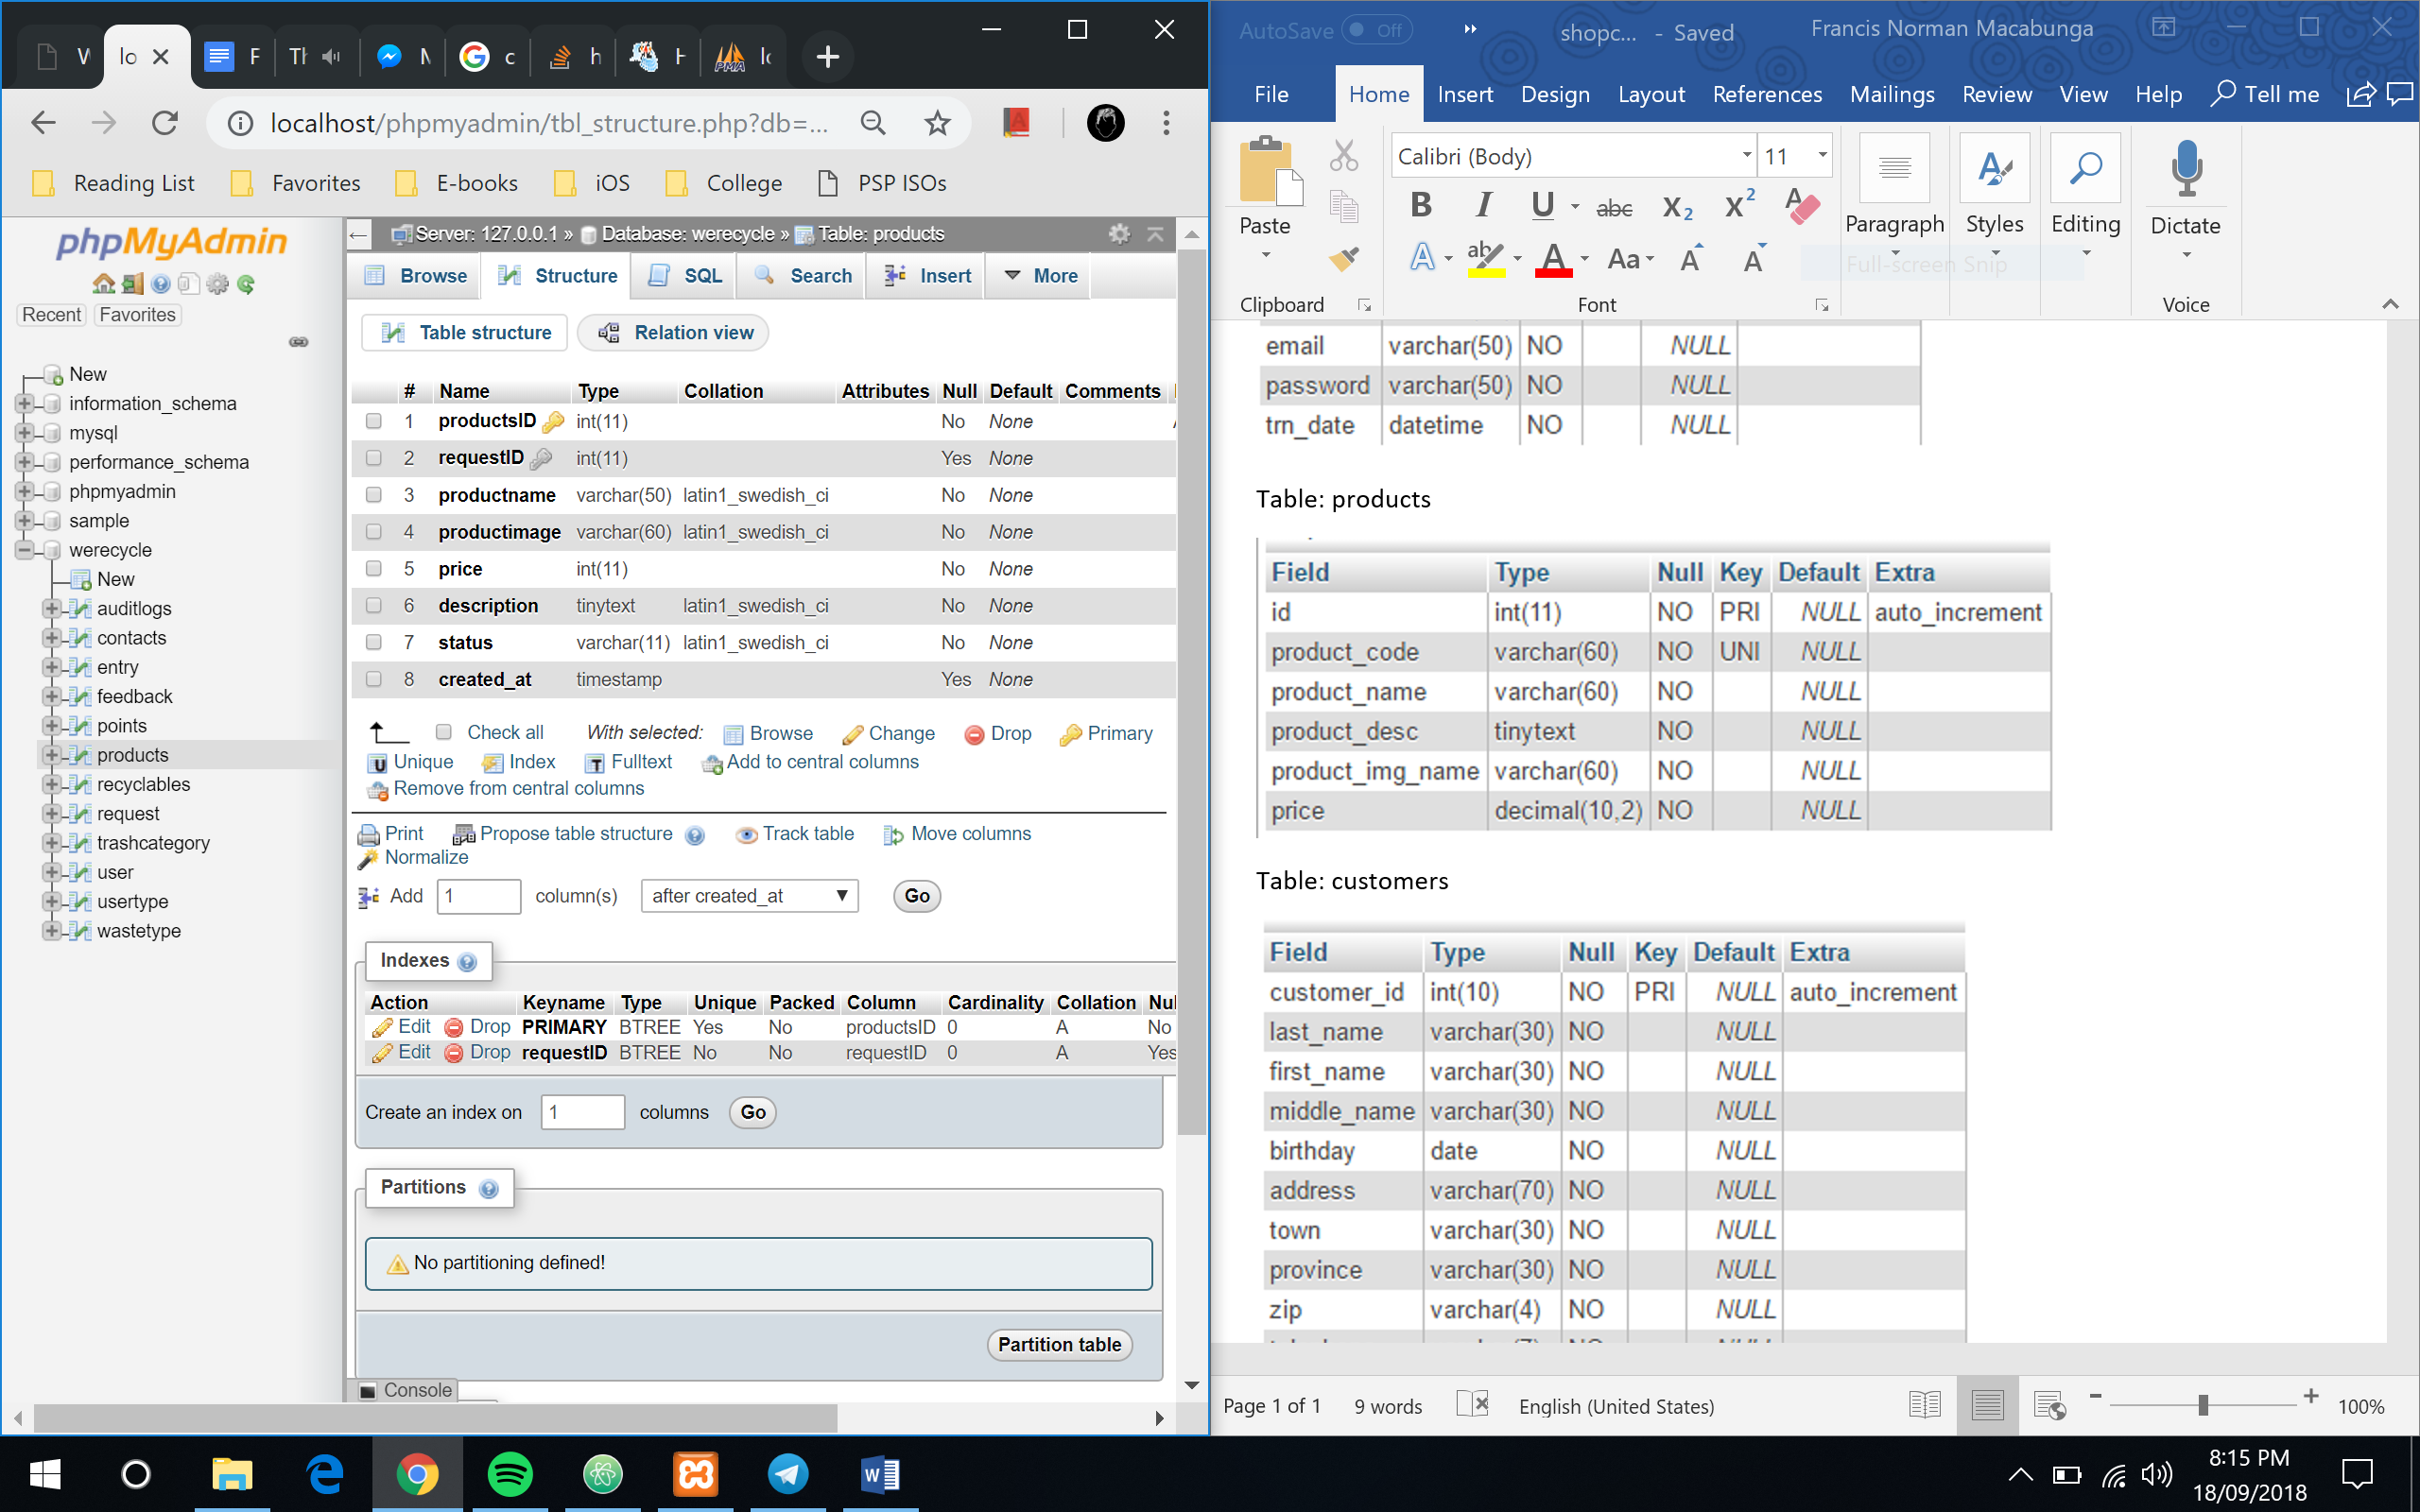 W
lo
F
Th
M
c
h
H
lo
localhost/phpmyadmin/tbl_structure.php?db=...
Reading List Favorites E-books iOS College PSP ISOs
phpMyAdmin
Recent Favorites
New
information_schema
mysql
performance_schema
phpmyadmin
sample
werecycle
New
auditlogs
contacts
entry
feedback
points
products
recyclables
request
trashcategory
user
usertype
wastetype
Server: 127.0.0.1 » Database: werecycle » Table: products
Browse Structure SQL Search Insert More
Table structure Relation view
# Name Type Collation Attributes Null Default Comments
1 productsID int(11) No None
2 requestID int(11) Yes None
3 productname varchar(50) latin1_swedish_ci No None
4 productimage varchar(60) latin1_swedish_ci No None
5 price int(11) No None
6 description tinytext latin1_swedish_ci No None
7 status varchar(11) latin1_swedish_ci No None
8 created_at timestamp Yes None
Check all With selected: Browse Change Drop Primary
Unique Index Fulltext Add to central columns
Remove from central columns
Print Propose table structure Track table Move columns
Normalize
Add 1 column(s) after created_at Go
Indexes
Action Keyname Type Unique Packed Column Cardinality Collation Nul
Edit Drop PRIMARY BTREE Yes No productsID 0 A No
Edit Drop requestID BTREE No No requestID 0 A Yes
Create an index on 1 columns Go
Partitions
No partitioning defined!
Partition table
Console
AutoSave Off shopc... - Saved Francis Norman Macabunga
File Home Insert Design Layout References Mailings Review View Help Tell me
Paste
Clipboard
Calibri (Body) 11
B I U abc X2 X2 A
A ab A Aa A A
Font
Paragraph Styles Editing Dictate
Full-screen Snip
Voice
email varchar(50) NO NULL
password varchar(50) NO NULL
trn_date datetime NO NULL
Table: products
Field Type Null Key Default Extra
id int(11) NO PRI NULL auto_increment
product_code varchar(60) NO UNI NULL
product_name varchar(60) NO NULL
product_desc tinytext NO NULL
product_img_name varchar(60) NO NULL
price decimal(10,2) NO NULL
Table: customers
Field Type Null Key Default Extra
customer_id int(10) NO PRI NULL auto_increment
last_name varchar(30) NO NULL
first_name varchar(30) NO NULL
middle_name varchar(30) NO NULL
birthday date NO NULL
address varchar(70) NO NULL
town varchar(30) NO NULL
province varchar(30) NO NULL
zip varchar(4) NO NULL
Page 1 of 1 9 words English (United States) 100%
8:15 PM
18/09/2018